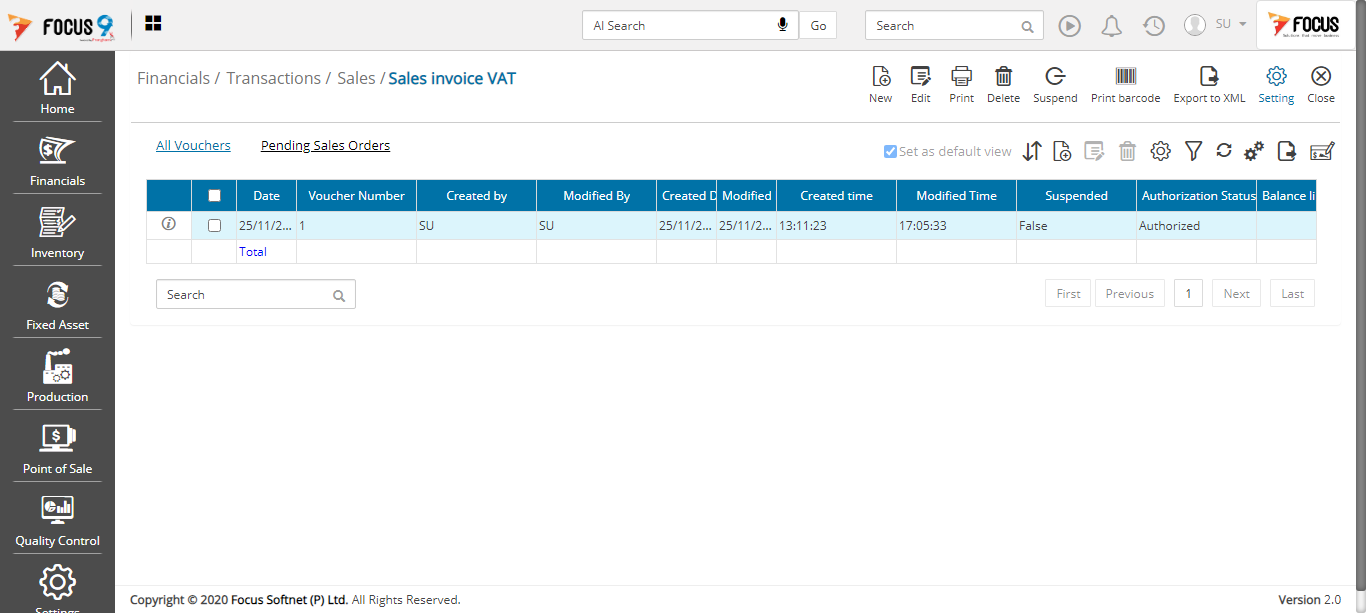 FOCUS 9
AI Search
Go
Search
SU
FOCUS
Home
Financials
Inventory
Fixed Asset
Production
Point of Sale
Quality Control
Settings
Financials / Transactions / Sales / Sales invoice VAT
New Edit Print Delete Suspend Print barcode Export to XML Setting Close
All Vouchers Pending Sales Orders Set as default view
Date Voucher Number Created by Modified By Created D Modified Created time Modified Time Suspended Authorization Status Balance li
25/11/2... 1 SU SU 25/11/2... 25/11/2... 13:11:23 17:05:33 False Authorized
Total
Search First Previous 1 Next Last
Copyright © 2020 Focus Softnet (P) Ltd. All Rights Reserved. Version 2.0